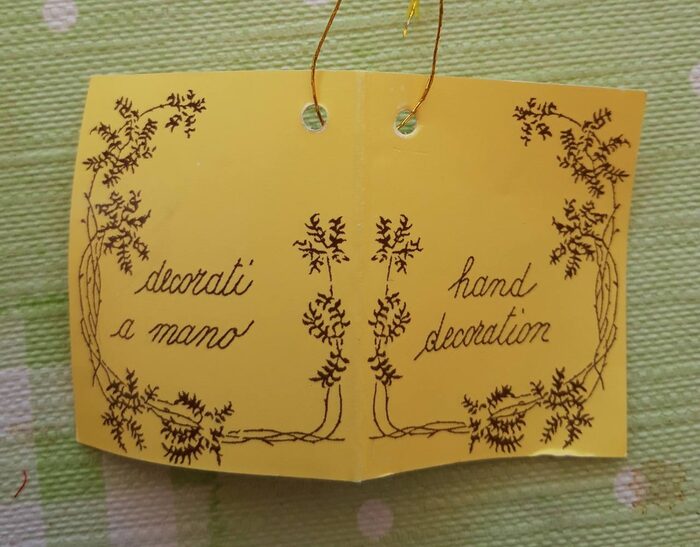 decorati
a mano
hand
decoration